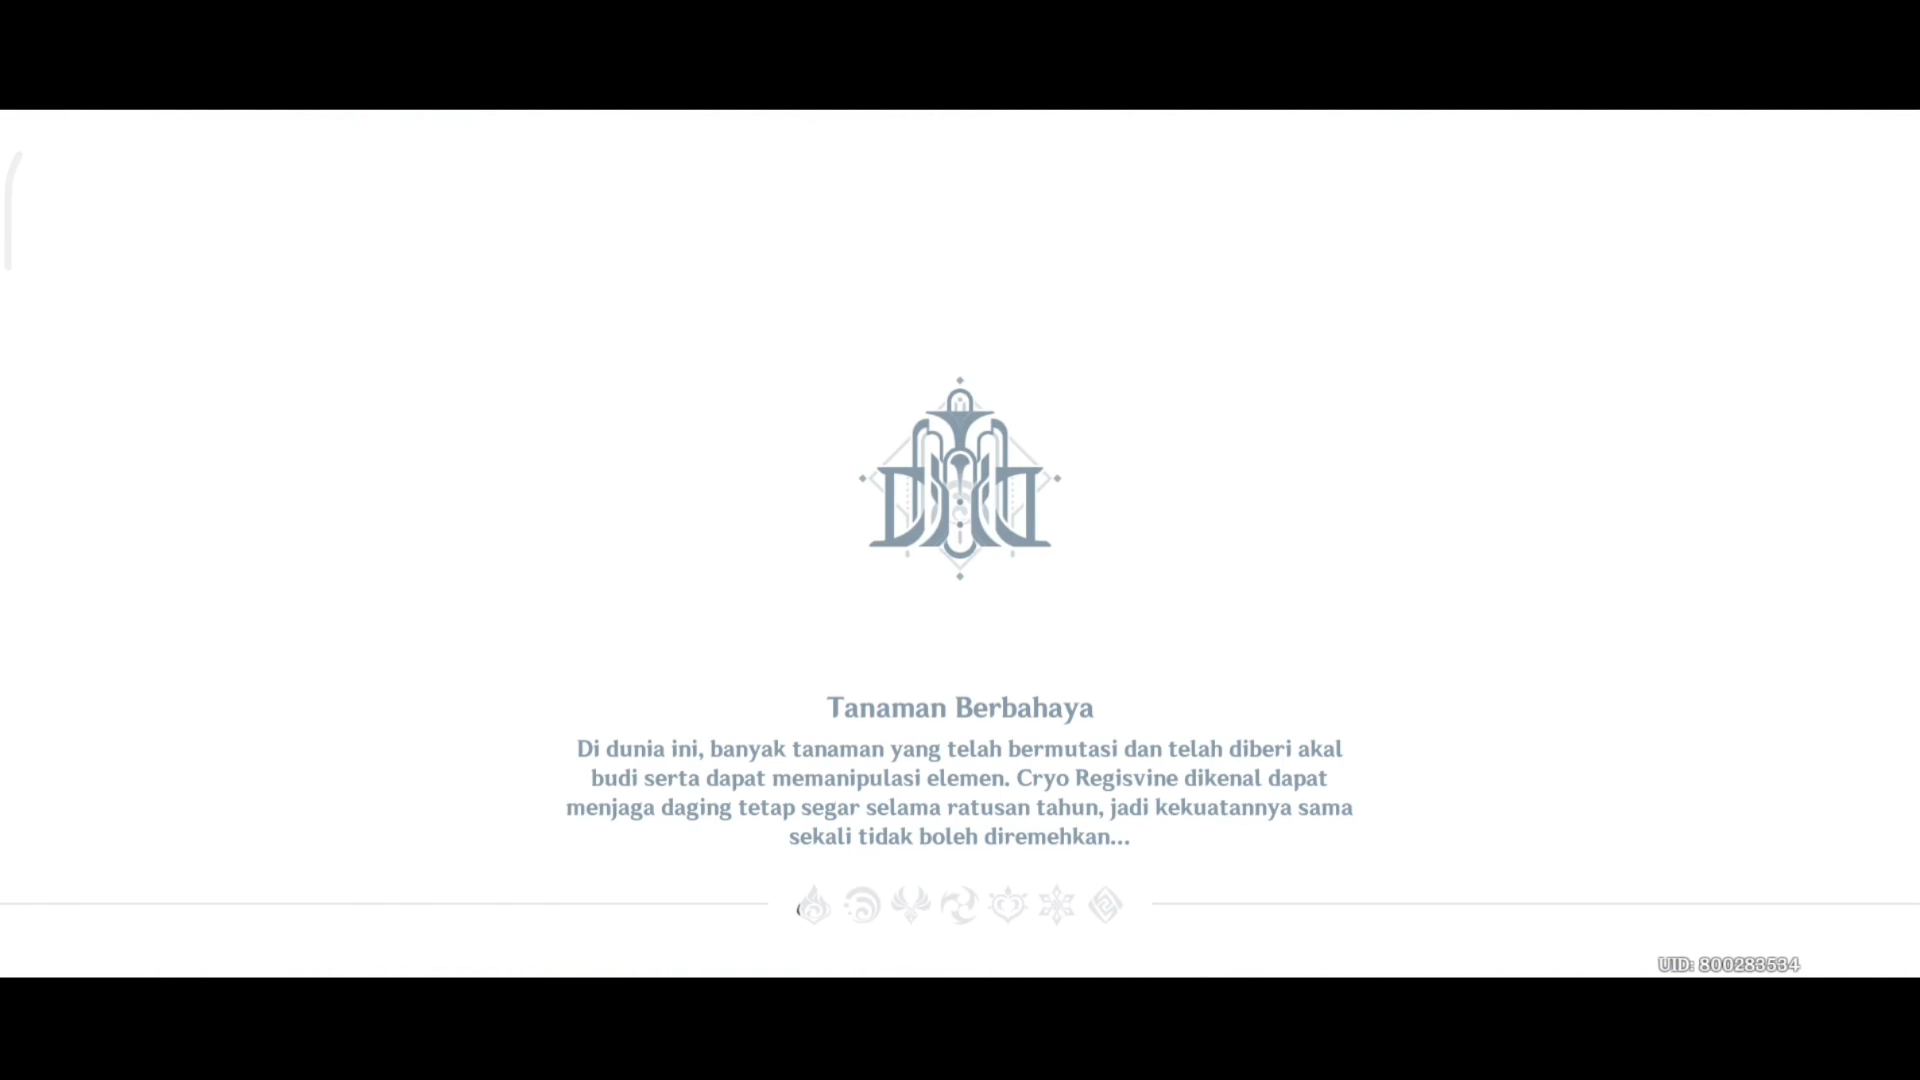 Tanaman Berbahaya
Di dunia ini, banyak tanaman yang telah bermutasi dan telah diberi akal
budi serta dapat memanipulasi elemen. Cryo Regisvine dikenal dapat
menjaga daging tetap segar selama ratusan tahun, jadi kekuatannya sama
sekali tidak boleh diremehkan...
UID: 800283534